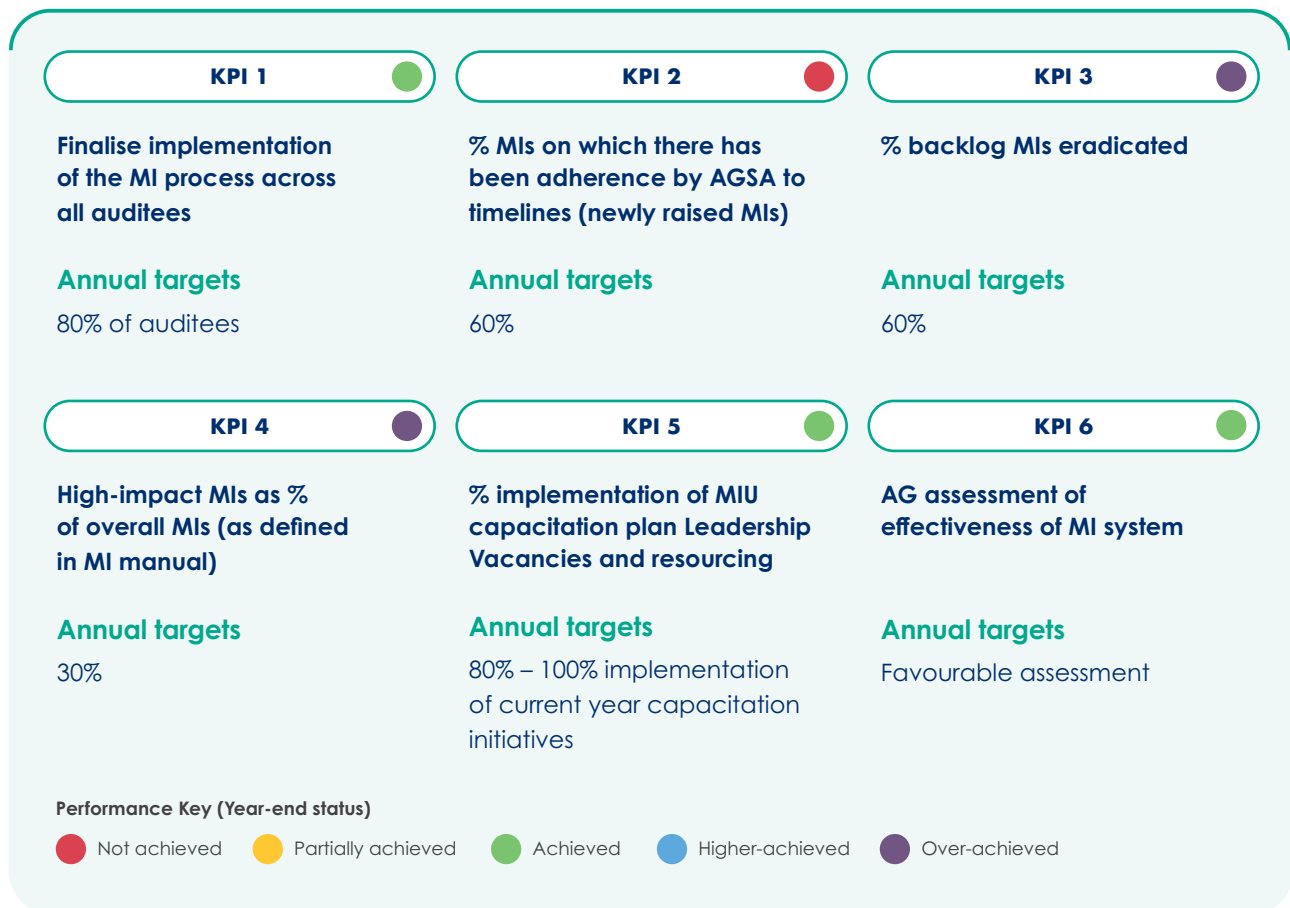 KPI 1
KPI 2
KPI 3
Finalise implementation
of the MI process across
all auditees
Annual targets
80% of auditees
% MIs on which there has
been adherence by AGSA to
timelines (newly raised MIs)
Annual targets
60%
% backlog MIs eradicated
Annual targets
60%
KPI 4
KPI 5
KPI 6
High-impact MIs as %
of overall MIs (as defined
in MI manual)
Annual targets
30%
% implementation of MIU
capacitation plan Leadership
Vacancies and resourcing
Annual targets
80% – 100% implementation
of current year capacitation
initiatives
AG assessment of
effectiveness of MI system
Annual targets
Favourable assessment
Performance Key (Year-end status)
Not achieved
Partially achieved
Achieved
Higher-achieved
Over-achieved